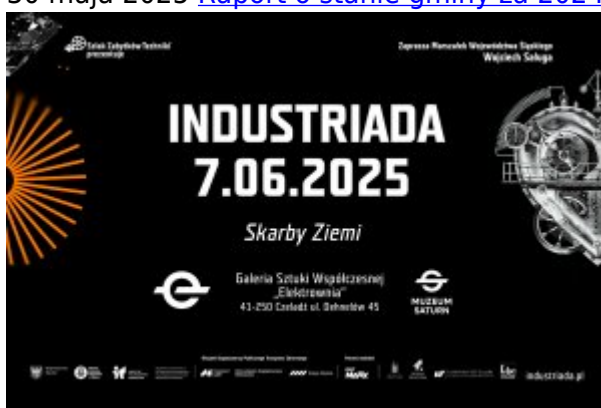 30 maja 2025 Raport o stanie gminy za 2024
Szlak Zabytków Techniki
prezentuje
Zaprasza Marszałek Województwa Śląskiego
Wojciech Saługa
INDUSTRIADA
7.06.2025
Skarby Ziemi
Galeria Sztuki Współczesnej
„Elektrownia”
41-250 Czeladź ul. Dehnelów 45
MUZEUM
SATURN
industriada.pl